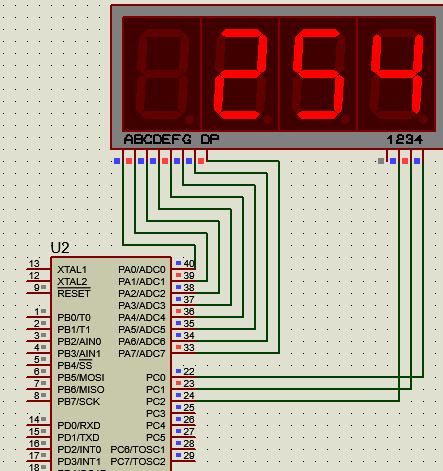 254
ABCDEFG DP
1234
U2
13 XTAL1 PA0/ADC0 40
12 XTAL2 PA1/ADC1 39
9 RESET PA2/ADC2 38
PA3/ADC3 37
1 PB0/T0 PA4/ADC4 36
2 PB1/T1 PA5/ADC5 35
3 PB2/AIN0 PA6/ADC6 34
4 PB3/AIN1 PA7/ADC7 33
5 PB4/SS
6 PB5/MOSI PC0 22
7 PB6/MISO PC1 23
8 PB7/SCK PC2 24
PC3 25
14 PD0/RXD PC4 26
15 PD1/TXD PC5 27
16 PD2/INT0 PC6/TOSC1 28
17 PD3/INT1 PC7/TOSC2 29
18